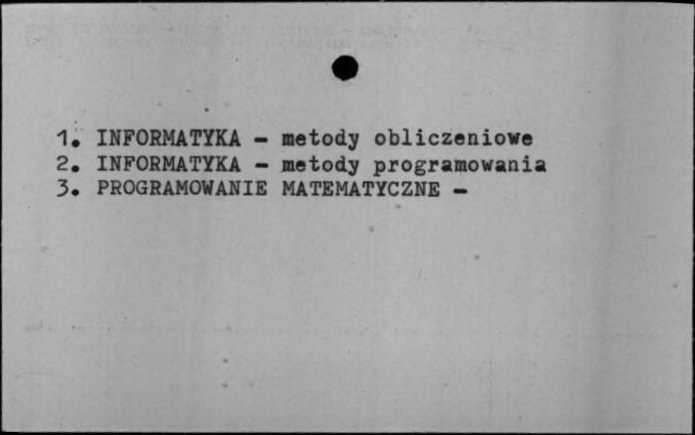 1. INFORMATYKA - metody obliczeniowe
2. INFORMATYKA - metody programowania
3. PROGRAMOWANIE MATEMATYCZNE -